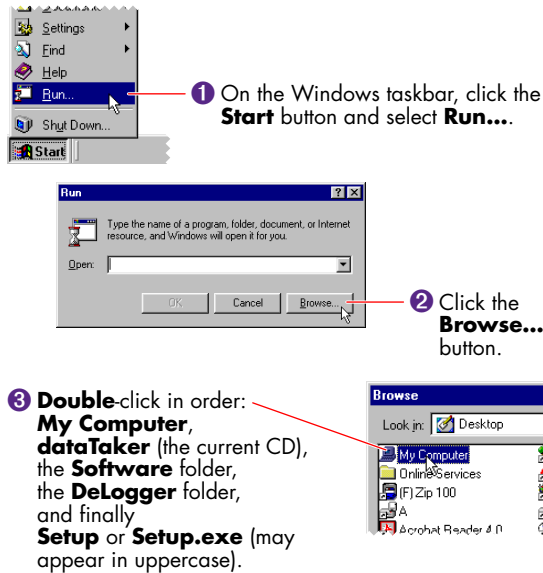 Settings
Find
Help
Run...
Shut Down...
Start
1 On the Windows taskbar, click the
Start button and select Run....
Run
Type the name of a program, folder, document, or Internet
resource, and Windows will open it for you.
Open:
OK
Cancel
Browse...
2 Click the
Browse...
button.
3 Double-click in order:
My Computer,
dataTaker (the current CD),
the Software folder,
the DeLogger folder,
and finally
Setup or Setup.exe (may
appear in uppercase).
Browse
Look in: Desktop
My Computer
Online Services
(F) Zip 100
A
Acrobat Reader 4.0